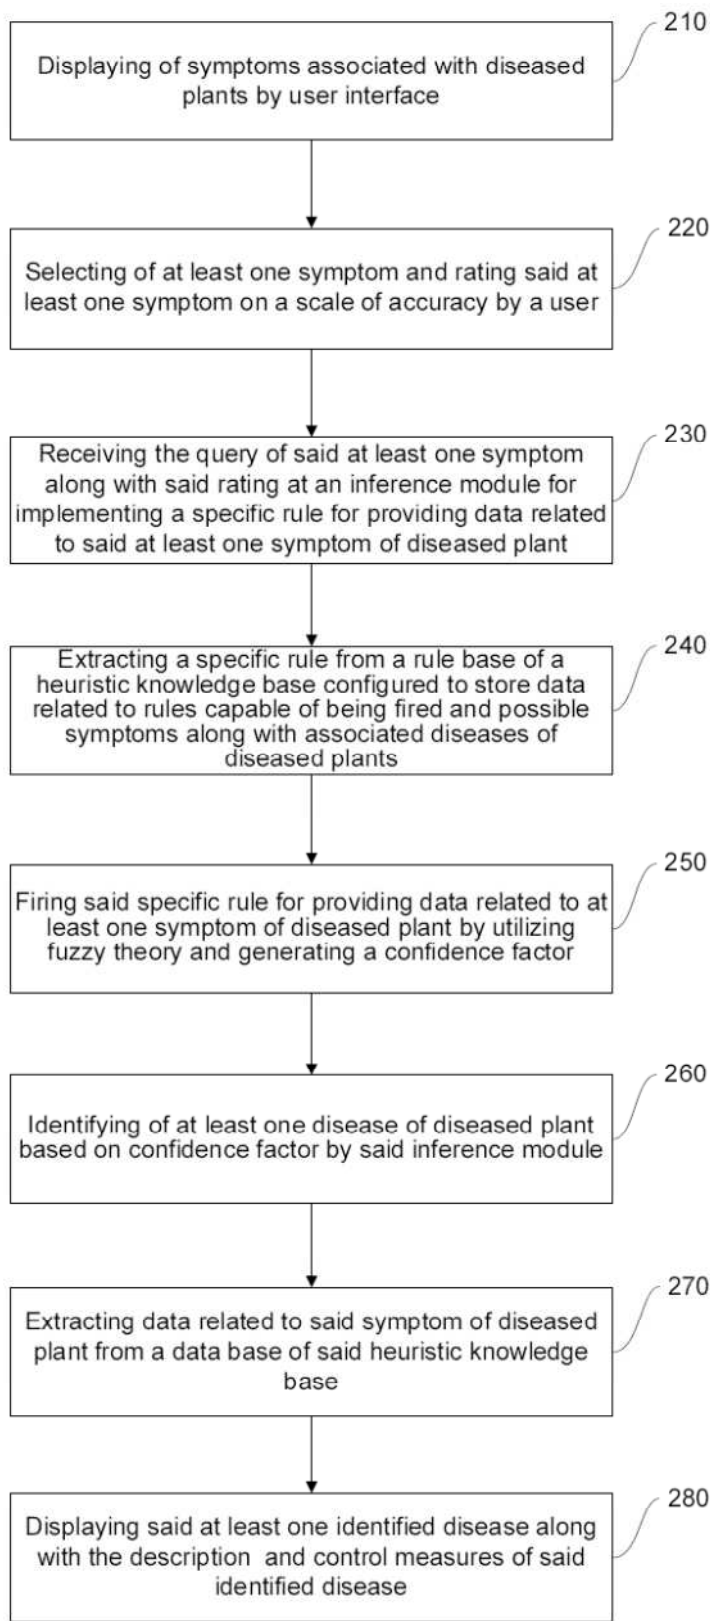 210
Displaying of symptoms associated with diseased
plants by user interface
220
Selecting of at least one symptom and rating said at
least one symptom on a scale of accuracy by a user
230
Receiving the query of said at least one symptom
along with said rating at an inference module for
implementing a specific rule for providing data related
to said at least one symptom of diseased plant
240
Extracting a specific rule from a rule base of a
heuristic knowledge base configured to store data
related to rules capable of being fired and possible
symptoms along with associated diseases of
diseased plants
250
Firing said specific rule for providing data related to at
least one symptom of diseased plant by utilizing
fuzzy theory and generating a confidence factor
260
Identifying of at least one disease of diseased plant
based on confidence factor by said inference module
270
Extracting data related to said symptom of diseased
plant from a data base of said heuristic knowledge
base
280
Displaying said at least one identified disease along
with the description and control measures of said
identified disease